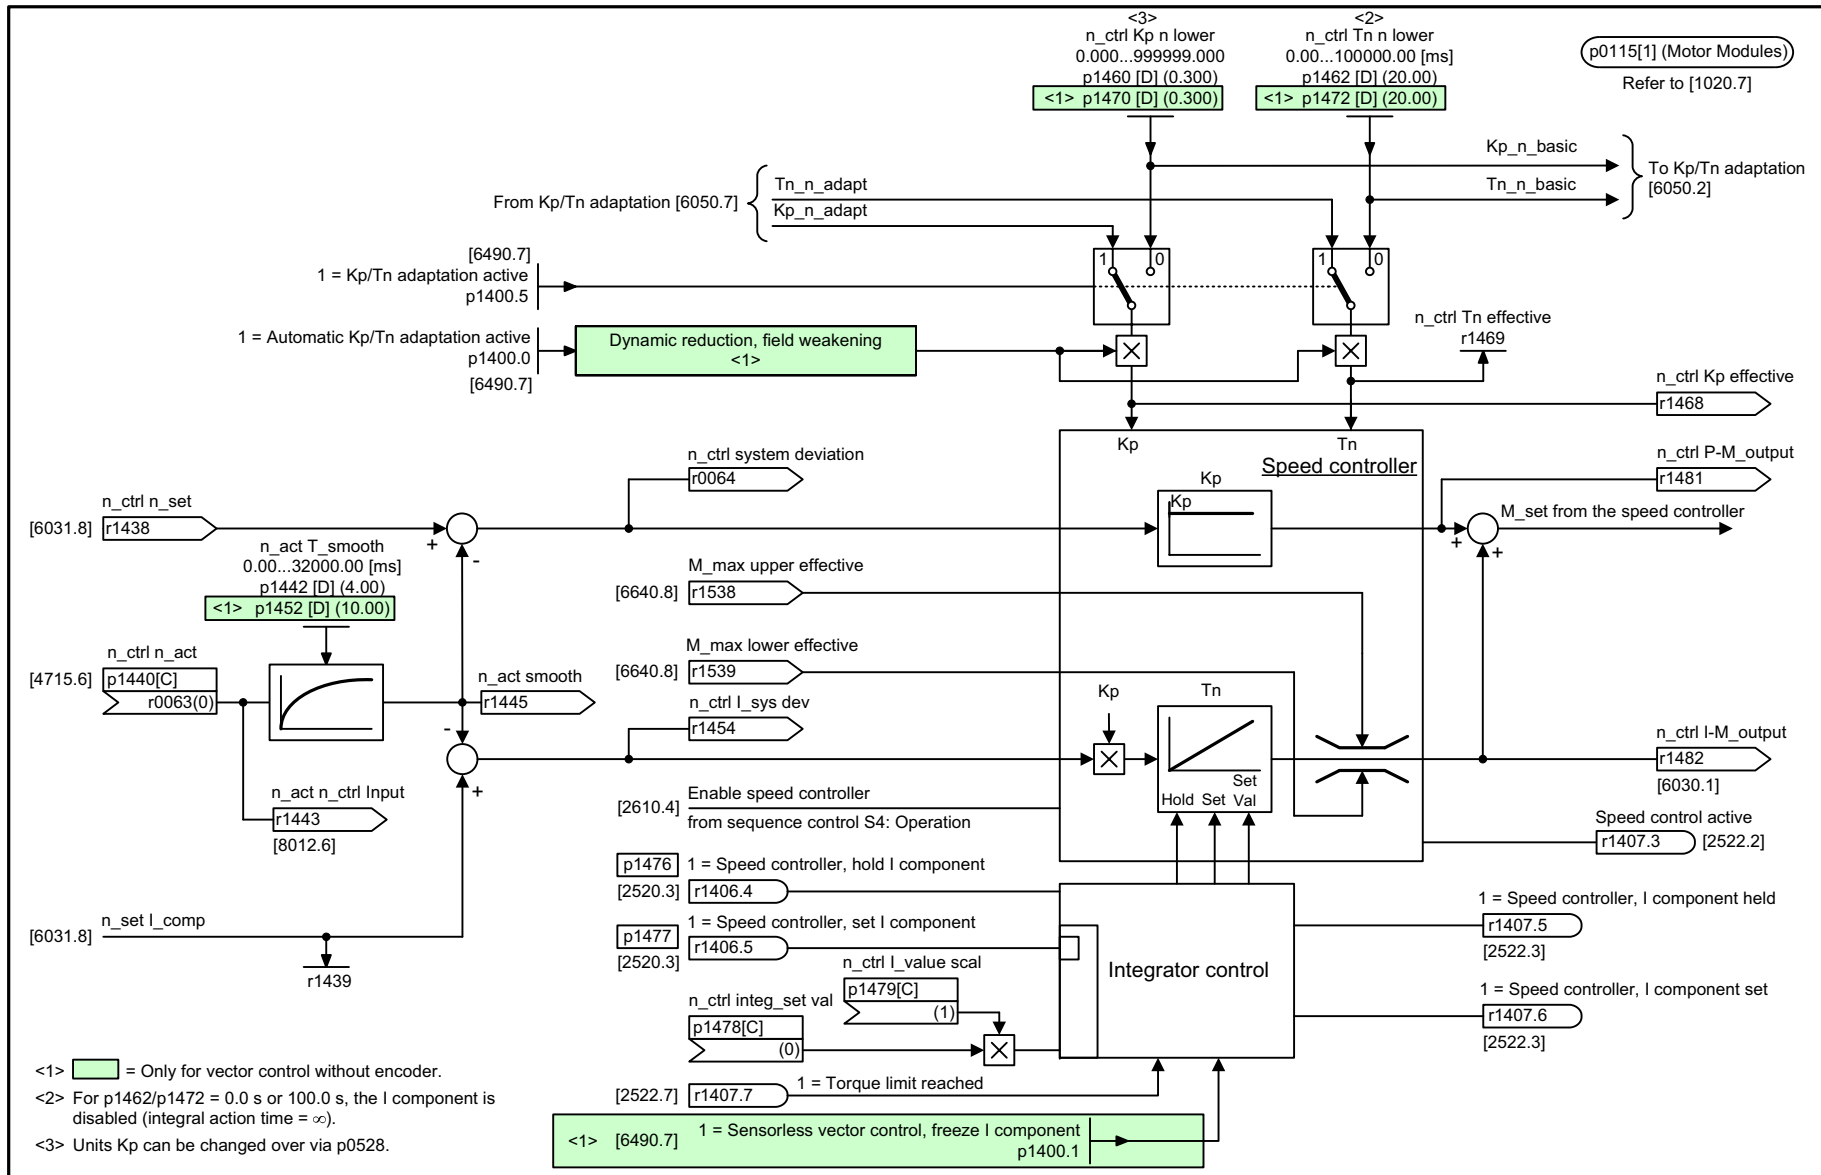 <3>
n_ctrl Kp n lower
0.000...999999.000
p1460 [D] (0.300)
<1> p1470 [D] (0.300)
<2>
n_ctrl Tn n lower
0.00...100000.00 [ms]
p1462 [D] (20.00)
<1> p1472 [D] (20.00)
p0115[1] (Motor Modules)
Refer to [1020.7]
Kp_n_basic
Tn_n_basic
To Kp/Tn adaptation
[6050.2]
From Kp/Tn adaptation [6050.7]
Tn_n_adapt
Kp_n_adapt
[6490.7]
1 = Kp/Tn adaptation active
p1400.5
1 0
1 0
1 = Automatic Kp/Tn adaptation active
p1400.0
[6490.7]
Dynamic reduction, field weakening
<1>
n_ctrl Tn effective
r1469
n_ctrl Kp effective
r1468
Kp
Tn
Speed controller
n_ctrl system deviation
r0064
n_ctrl P-M_output
r1481
n_ctrl n_set
[6031.8] r1438
+
-
Kp
Kp
+
+
M_set from the speed controller
n_act T_smooth
0.00...32000.00 [ms]
p1442 [D] (4.00)
<1> p1452 [D] (10.00)
M_max upper effective
[6640.8] r1538
M_max lower effective
[6640.8] r1539
n_ctrl n_act
[4715.6] p1440[C]
r0063(0)
n_act smooth
r1445
n_ctrl I_sys dev
r1454
-
+
Kp
Tn
Hold Set
Set
Val
n_ctrl I-M_output
r1482
[6030.1]
n_act n_ctrl Input
r1443
[8012.6]
[2610.4] Enable speed controller
from sequence control S4: Operation
Speed control active
r1407.3 [2522.2]
p1476 1 = Speed controller, hold I component
[2520.3] r1406.4
n_set I_comp
[6031.8]
r1439
p1477 1 = Speed controller, set I component
[2520.3] r1406.5
Integrator control
1 = Speed controller, I component held
r1407.5
[2522.3]
n_ctrl I_value scal
p1479[C]
(1)
n_ctrl integ_set val
p1478[C]
(0)
1 = Speed controller, I component set
r1407.6
[2522.3]
[2522.7] r1407.7 1 = Torque limit reached
<1> [6490.7] 1 = Sensorless vector control, freeze I component
p1400.1
<1> = Only for vector control without encoder.
<2> For p1462/p1472 = 0.0 s or 100.0 s, the I component is
disabled (integral action time = ∞).
<3> Units Kp can be changed over via p0528.